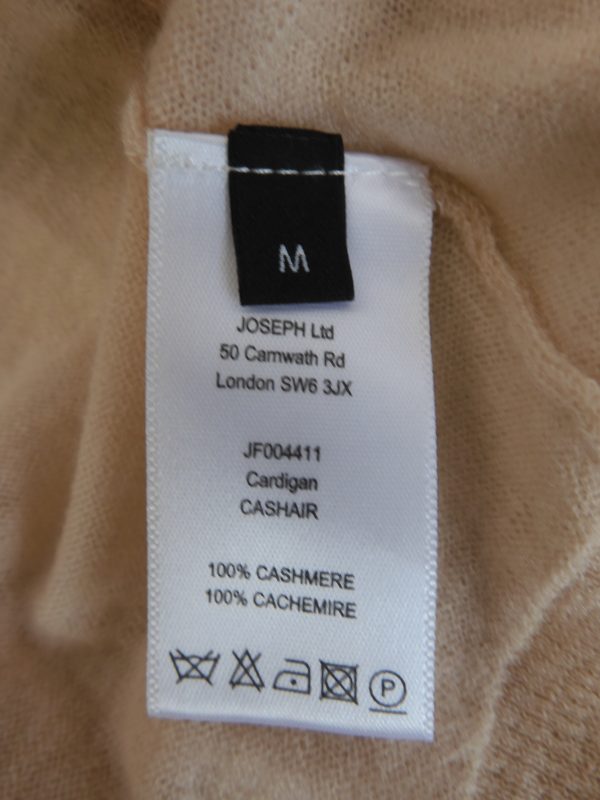 M
JOSEPH Ltd
50 Carnwath Rd
London SW6 3JX
JF004411
Cardigan
CASHAIR
100% CASHMERE
100% CACHEMIRE
P